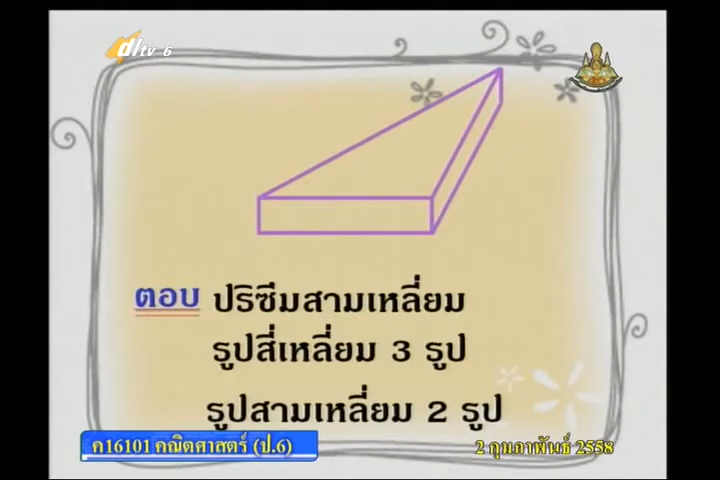 dltv 6
ตอบ ปริซึมสามเหลี่ยม
รูปสี่เหลี่ยม 3 รูป
รูปสามเหลี่ยม 2 รูป
ค16101 คณิตศาสตร์ (ป.6)
2 กุมภาพันธ์ 2558